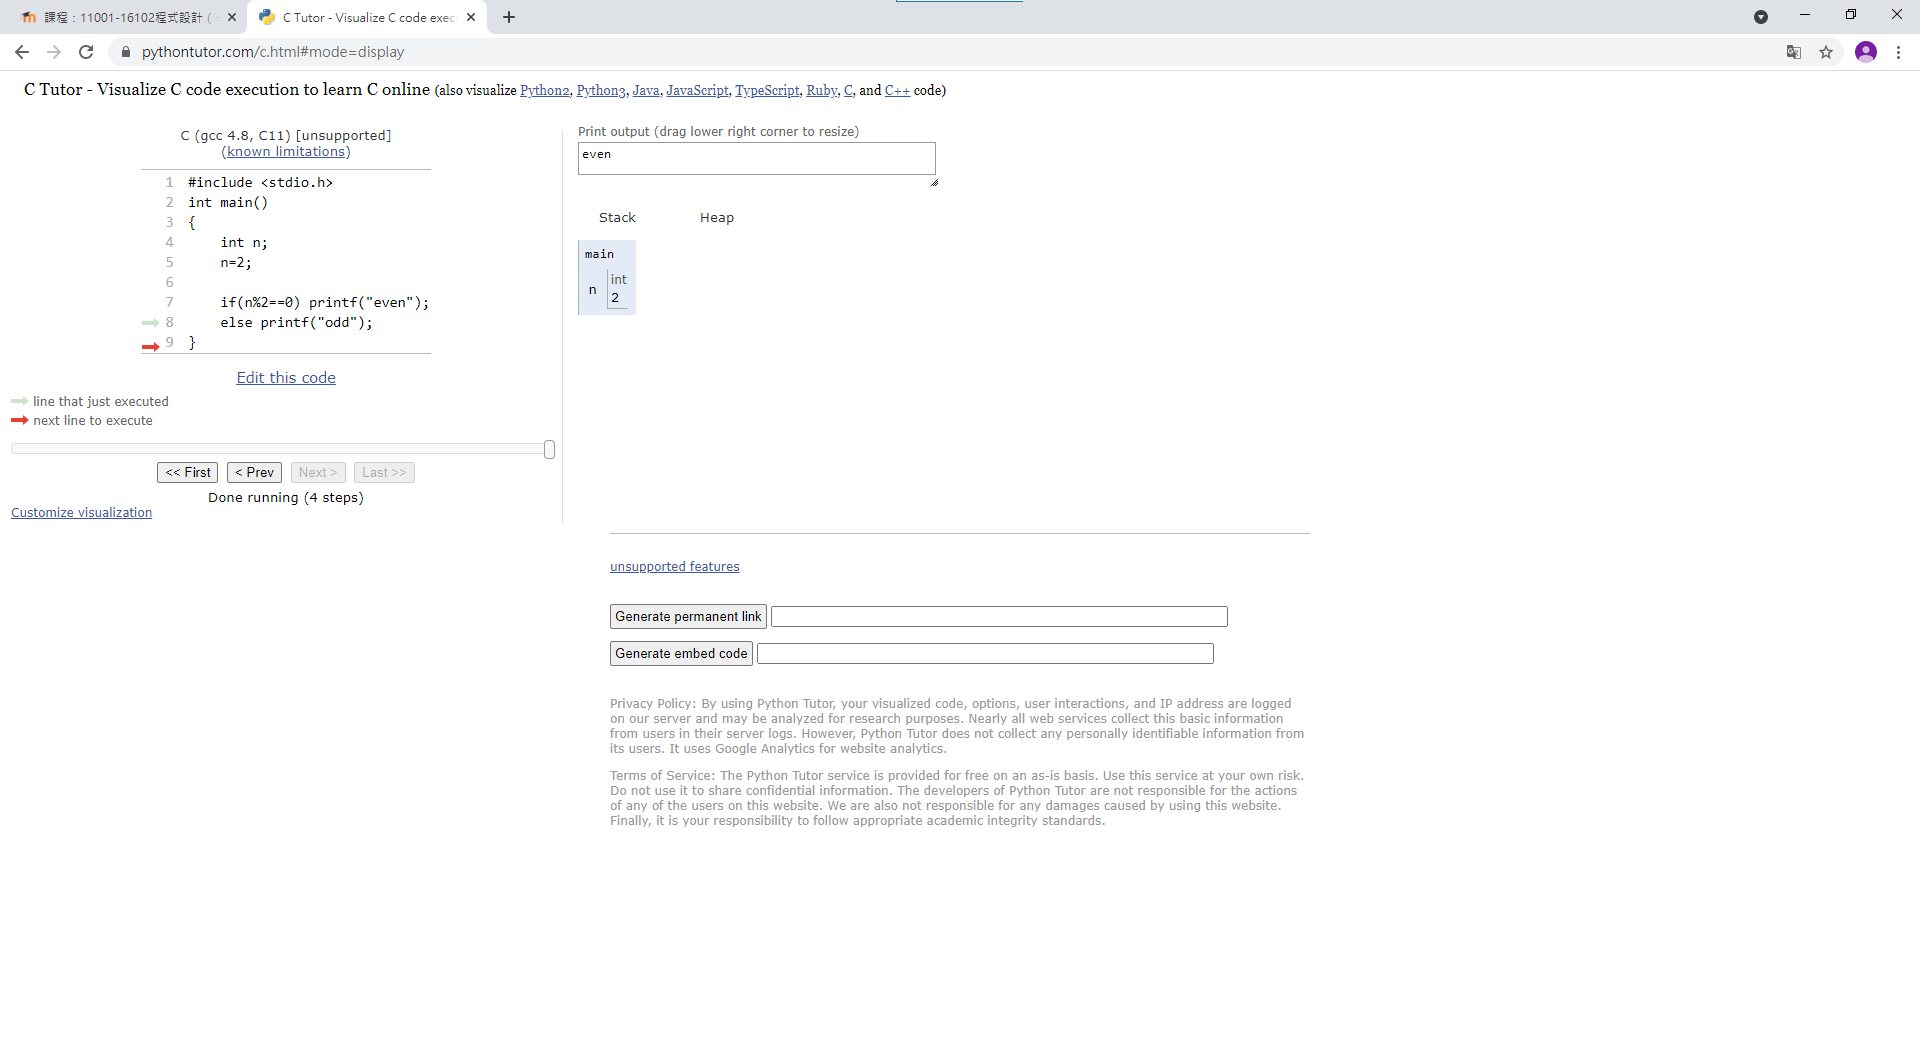 課程：11001-16102程式設計 (
C Tutor - Visualize C code exec
pythontutor.com/c.html#mode=display
C Tutor - Visualize C code execution to learn C online (also visualize Python2, Python3, Java, JavaScript, TypeScript, Ruby, C, and C++ code)
C (gcc 4.8, C11) [unsupported]
(known limitations)
1 #include <stdio.h>
2 int main()
3 {
4 int n;
5 n=2;
6
7 if(n%2==0) printf("even");
8 else printf("odd");
9 }
Edit this code
line that just executed
next line to execute
<< First < Prev Next > Last >>
Done running (4 steps)
Customize visualization
Print output (drag lower right corner to resize)
even
Stack Heap
main
int
n 2
unsupported features
Generate permanent link
Generate embed code
Privacy Policy: By using Python Tutor, your visualized code, options, user interactions, and IP address are logged
on our server and may be analyzed for research purposes. Nearly all web services collect this basic information
from users in their server logs. However, Python Tutor does not collect any personally identifiable information from
its users. It uses Google Analytics for website analytics.
Terms of Service: The Python Tutor service is provided for free on an as-is basis. Use this service at your own risk.
Do not use it to share confidential information. The developers of Python Tutor are not responsible for the actions
of any of the users on this website. We are also not responsible for any damages caused by using this website.
Finally, it is your responsibility to follow appropriate academic integrity standards.